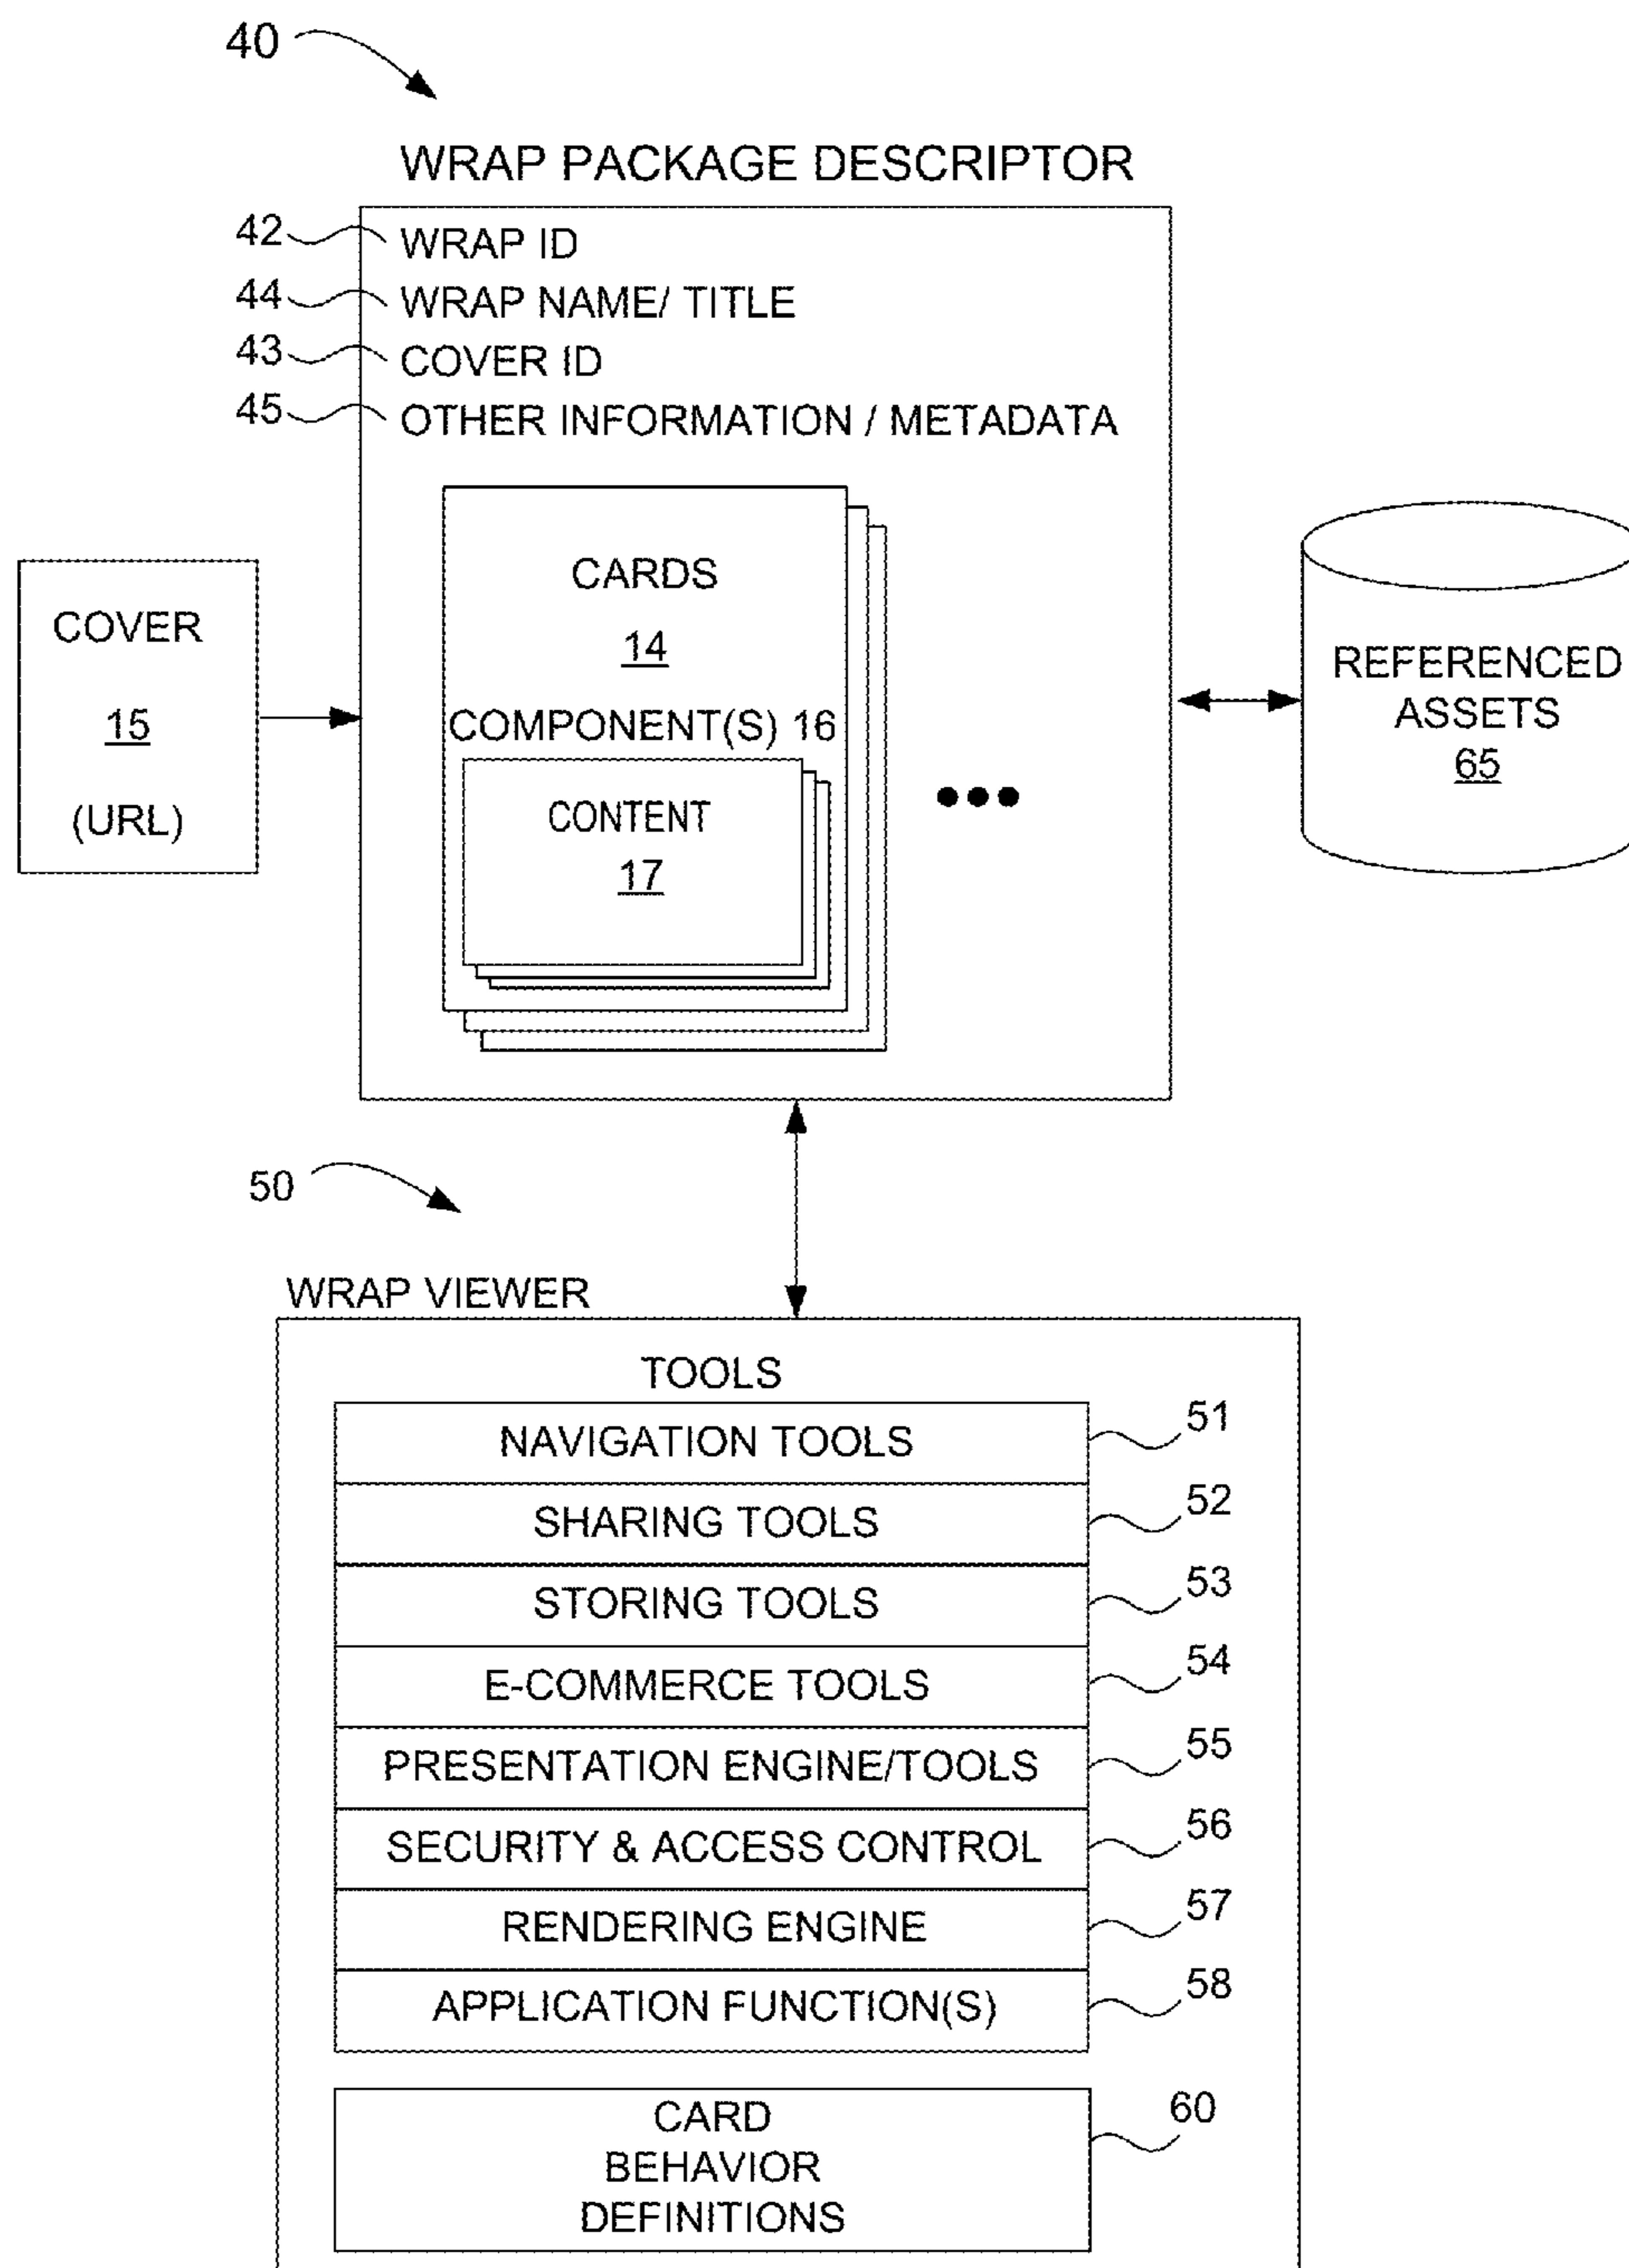 40
WRAP PACKAGE DESCRIPTOR
42 WRAP ID
44 WRAP NAME/ TITLE
43 COVER ID
45 OTHER INFORMATION / METADATA
COVER
15
(URL)
CARDS
14
COMPONENT(S) 16
CONTENT
17
REFERENCED
ASSETS
65
50
WRAP VIEWER
TOOLS
NAVIGATION TOOLS 51
SHARING TOOLS 52
STORING TOOLS 53
E-COMMERCE TOOLS 54
PRESENTATION ENGINE/TOOLS 55
SECURITY & ACCESS CONTROL 56
RENDERING ENGINE 57
APPLICATION FUNCTION(S) 58
CARD 60
BEHAVIOR
DEFINITIONS